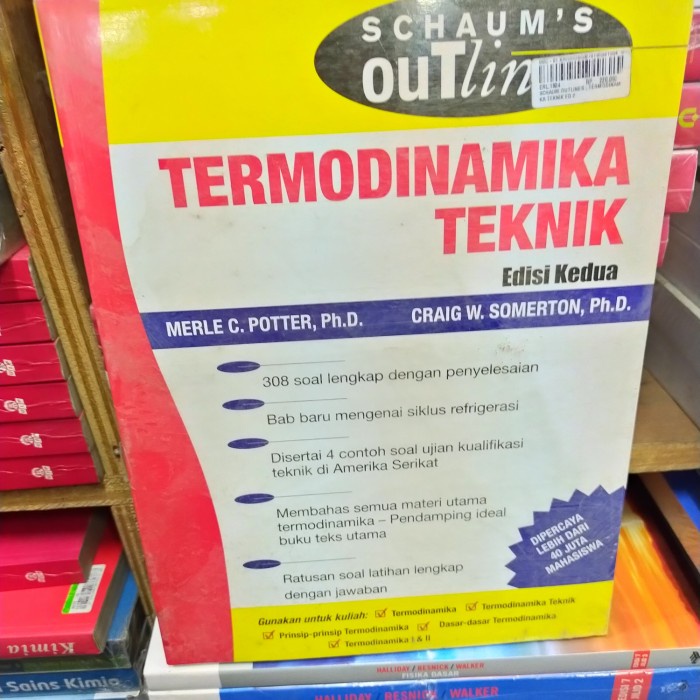 SCHAUM'S
OUTlin
TERMODINAMIKA
TEKNIK
Edisi Kedua
MERLE C. POTTER, Ph.D. CRAIG W. SOMERTON, Ph.D.
308 soal lengkap dengan penyelesaian
Bab baru mengenai siklus refrigerasi
Disertai 4 contoh soal ujian kualifikasi
teknik di Amerika Serikat
Membahas semua materi utama
termodinamika – Pendamping ideal
buku teks utama
Ratusan soal latihan lengkap
dengan jawaban
DIPERCAYA
LEBIH DARI
40 JUTA
MAHASISWA
Gunakan untuk kuliah: Termodinamika Termodinamika Teknik
Prinsip-prinsip Termodinamika Dasar-dasar Termodinamika
Termodinamika I & II
Kimia
Sains Kimia
HALLIDAY / RESNICK / WALKER
FISIKA DASAR
HALLIDAY / RESNICK / WALKER